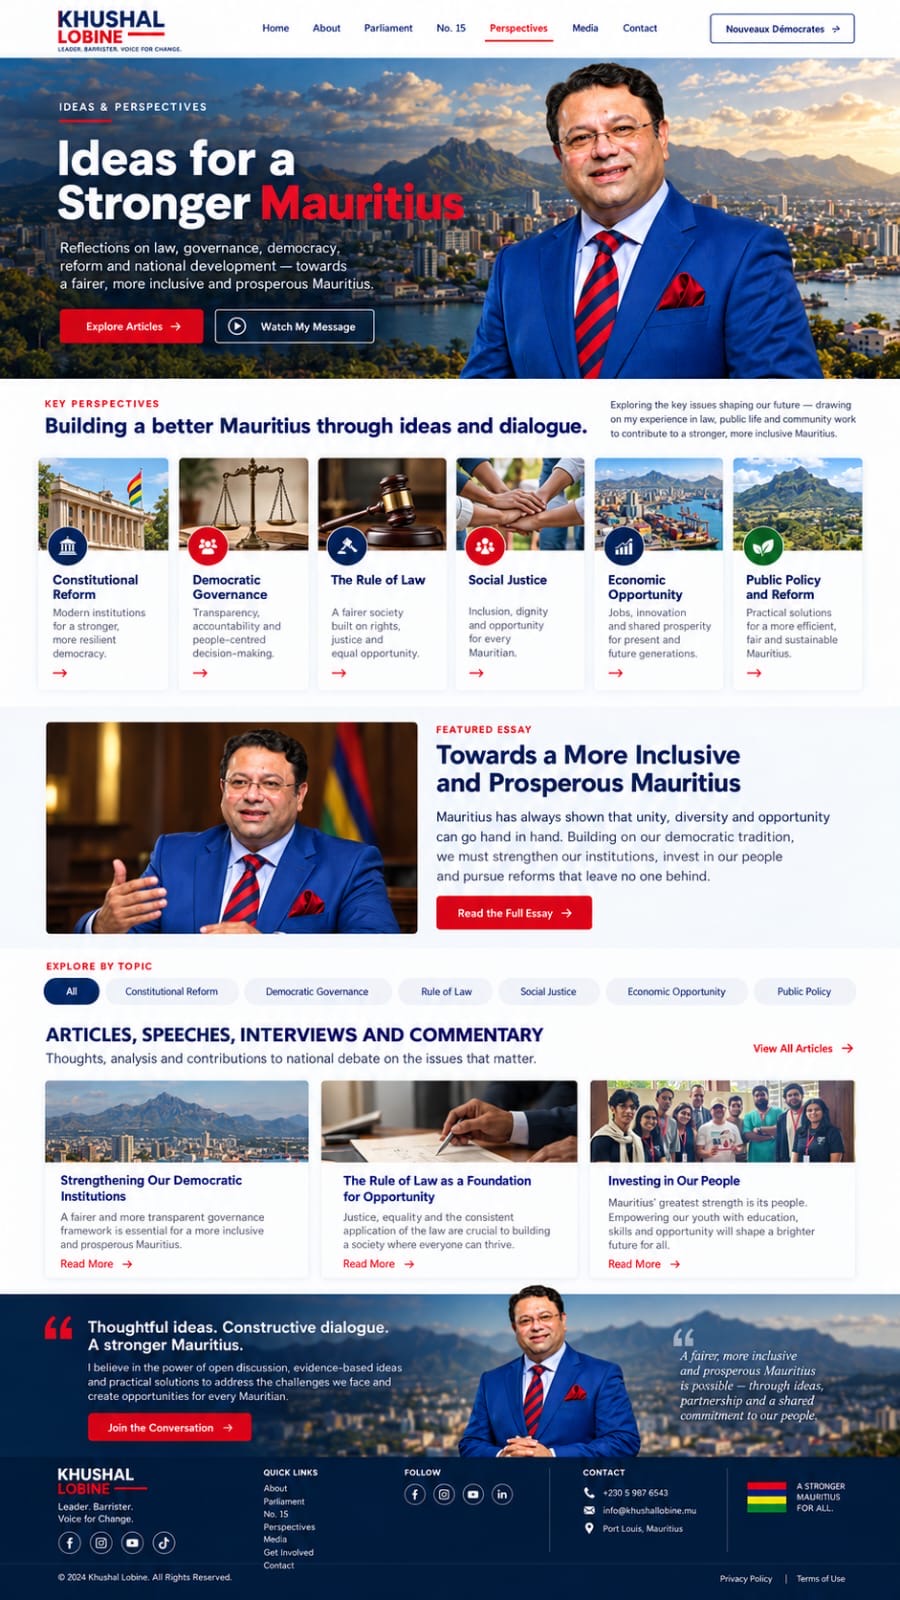 KHUSHAL
LOBINE
LEADER. BARRISTER. VOICE FOR CHANGE.
Home
About
Parliament
No. 15
Perspectives
Media
Contact
Nouveaux Démocrates
IDEAS & PERSPECTIVES
Ideas for a
Stronger Mauritius
Reflections on law, governance, democracy,
reform and national development — towards
a fairer, more inclusive and prosperous Mauritius.
Explore Articles
Watch My Message
KEY PERSPECTIVES
Building a better Mauritius through ideas and dialogue.
Exploring the key issues shaping our future — drawing
on my experience in law, public life and community work
to contribute to a stronger, more inclusive Mauritius.
Constitutional
Reform
Modern institutions
for a stronger,
more resilient
democracy.
Democratic
Governance
Transparency,
accountability and
people-centred
decision-making.
The Rule of Law
A fairer society
built on rights,
justice and
equal opportunity.
Social Justice
Inclusion, dignity
and opportunity
for every
Mauritian.
Economic
Opportunity
Jobs, innovation
and shared prosperity
for present and
future generations.
Public Policy
and Reform
Practical solutions
for a more efficient,
fair and sustainable
Mauritius.
FEATURED ESSAY
Towards a More Inclusive
and Prosperous Mauritius
Mauritius has always shown that unity, diversity and opportunity
can go hand in hand. Building on our democratic tradition,
we must strengthen our institutions, invest in our people
and pursue reforms that leave no one behind.
Read the Full Essay
EXPLORE BY TOPIC
All
Constitutional Reform
Democratic Governance
Rule of Law
Social Justice
Economic Opportunity
Public Policy
ARTICLES, SPEECHES, INTERVIEWS AND COMMENTARY
Thoughts, analysis and contributions to national debate on the issues that matter.
View All Articles
Strengthening Our Democratic
Institutions
A fairer and more transparent governance
framework is essential for a more inclusive
and prosperous Mauritius.
Read More
The Rule of Law as a Foundation
for Opportunity
Justice, equality and the consistent
application of the law are crucial to building
a society where everyone can thrive.
Read More
Investing in Our People
Mauritius' greatest strength is its people.
Empowering our youth with education,
skills and opportunity will shape a brighter
future for all.
Read More
Thoughtful ideas. Constructive dialogue.
A stronger Mauritius.
I believe in the power of open discussion, evidence-based ideas
and practical solutions to address the challenges we face and
create opportunities for every Mauritian.
Join the Conversation
A fairer, more inclusive
and prosperous Mauritius
is possible — through ideas,
partnership and a shared
commitment to our people.
KHUSHAL
LOBINE
Leader. Barrister.
Voice for Change.
QUICK LINKS
About
Parliament
No. 15
Perspectives
Media
Get Involved
Contact
FOLLOW
CONTACT
+230 5 987 6543
info@khushallobine.mu
Port Louis, Mauritius
A STRONGER
MAURITIUS
FOR ALL.
© 2024 Khushal Lobine. All Rights Reserved.
Privacy Policy | Terms of Use